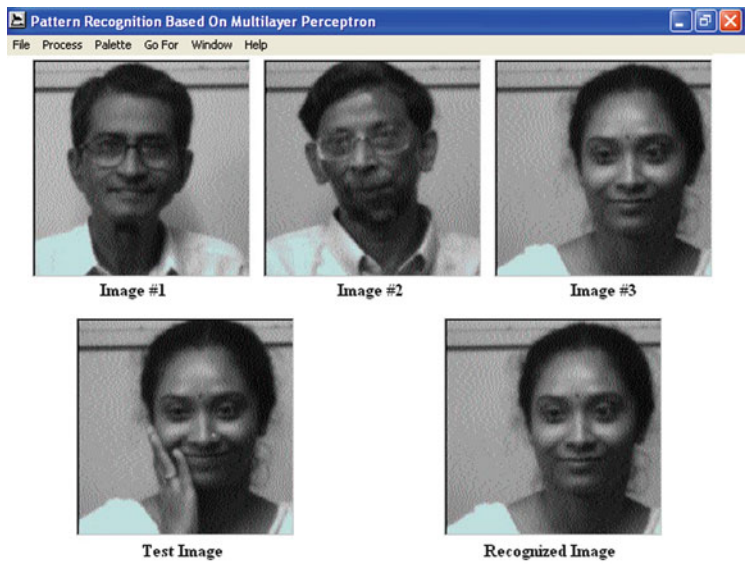 Pattern Recognition Based On Multilayer Perceptron
File Process Palette Go For Window Help
Image #1 Image #2 Image #3
Test Image Recognized Image